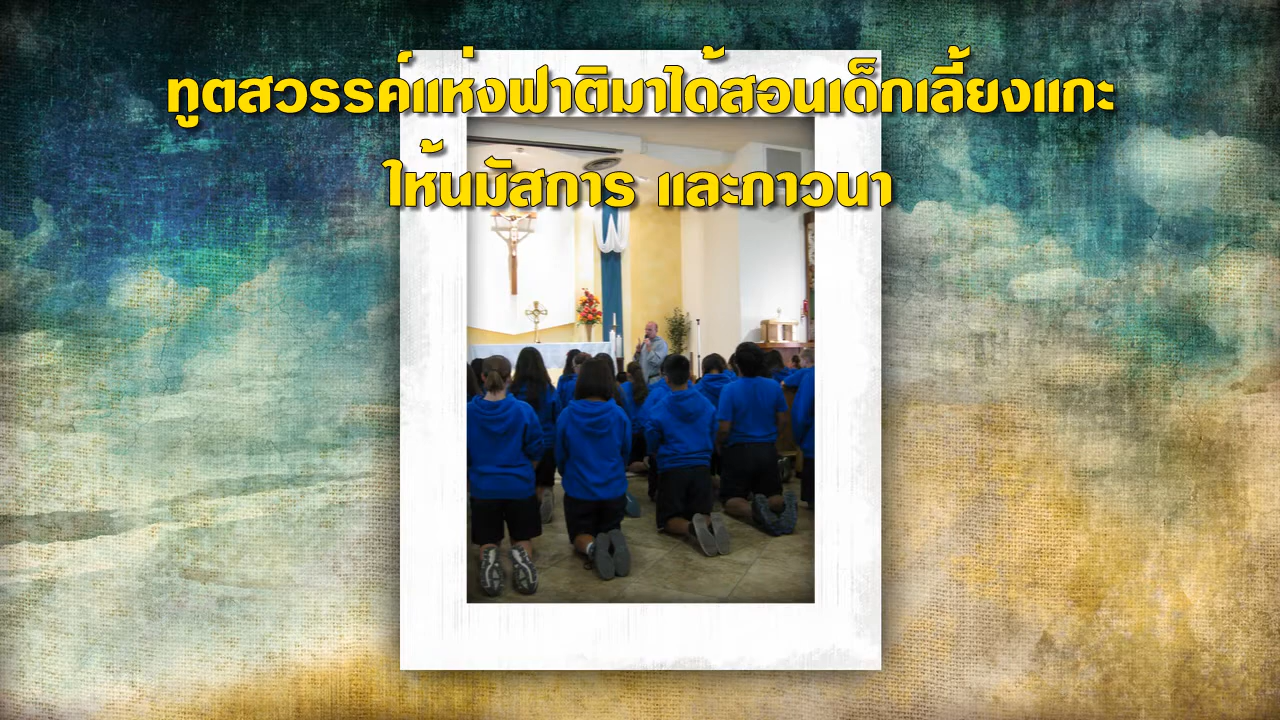 ทูตสวรรค์แห่งฟาติมาได้สอนเด็กเลี้ยงแกะ
ให้นมัสการ และภาวนา